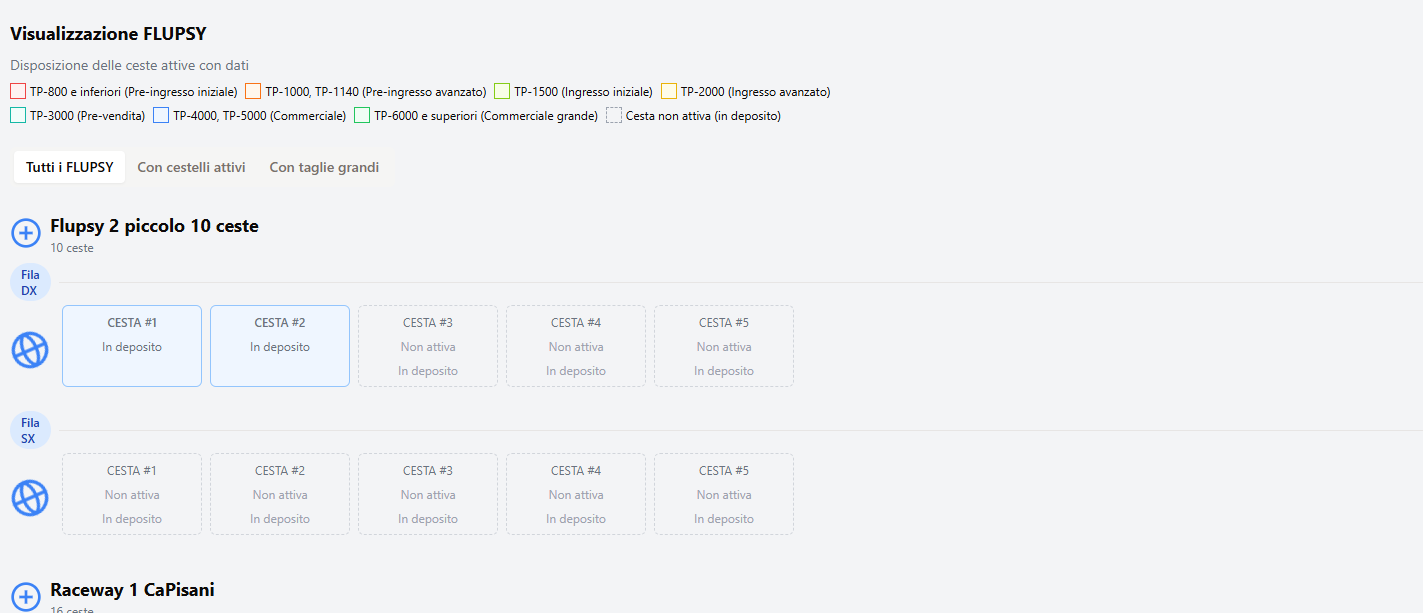 Visualizzazione FLUPSY
Disposizione delle ceste attive con dati
TP-800 e inferiori (Pre-ingresso iniziale) TP-1000, TP-1140 (Pre-ingresso avanzato) TP-1500 (Ingresso iniziale) TP-2000 (Ingresso avanzato)
TP-3000 (Pre-vendita) TP-4000, TP-5000 (Commerciale) TP-6000 e superiori (Commerciale grande) Cesta non attiva (in deposito)
Tutti i FLUPSY Con cestelli attivi Con taglie grandi
Flupsy 2 piccolo 10 ceste
10 ceste
Fila
DX
CESTA #1 CESTA #2 CESTA #3 CESTA #4 CESTA #5
In deposito In deposito Non attiva Non attiva Non attiva
In deposito In deposito In deposito
Fila
SX
CESTA #1 CESTA #2 CESTA #3 CESTA #4 CESTA #5
Non attiva Non attiva Non attiva Non attiva Non attiva
In deposito In deposito In deposito In deposito In deposito
Raceway 1 CaPisani
16 ceste